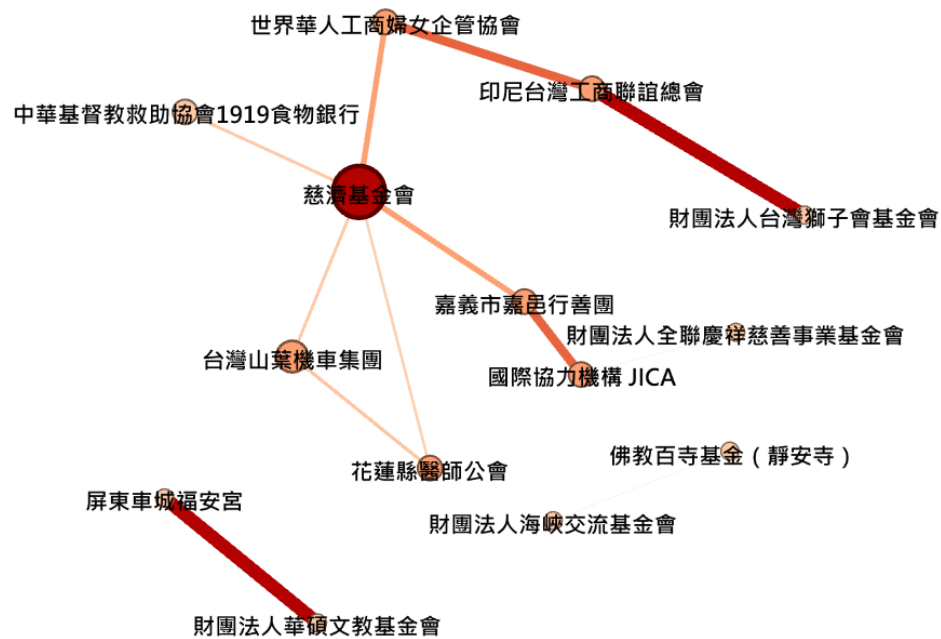 世界華人工商婦女企管協會
印尼台灣工商聯誼總會
中華基督教救助協會1919食物銀行
慈濟基金會
財團法人台灣獅子會基金會
嘉義市嘉邑行善團
財團法人全聯慶祥慈善事業基金會
台灣山葉機車集團
國際協力機構 JICA
佛教百寺基金（靜安寺）
花蓮縣醫師公會
屏東車城福安宮
財團法人海峽交流基金會
財團法人華碩文教基金會